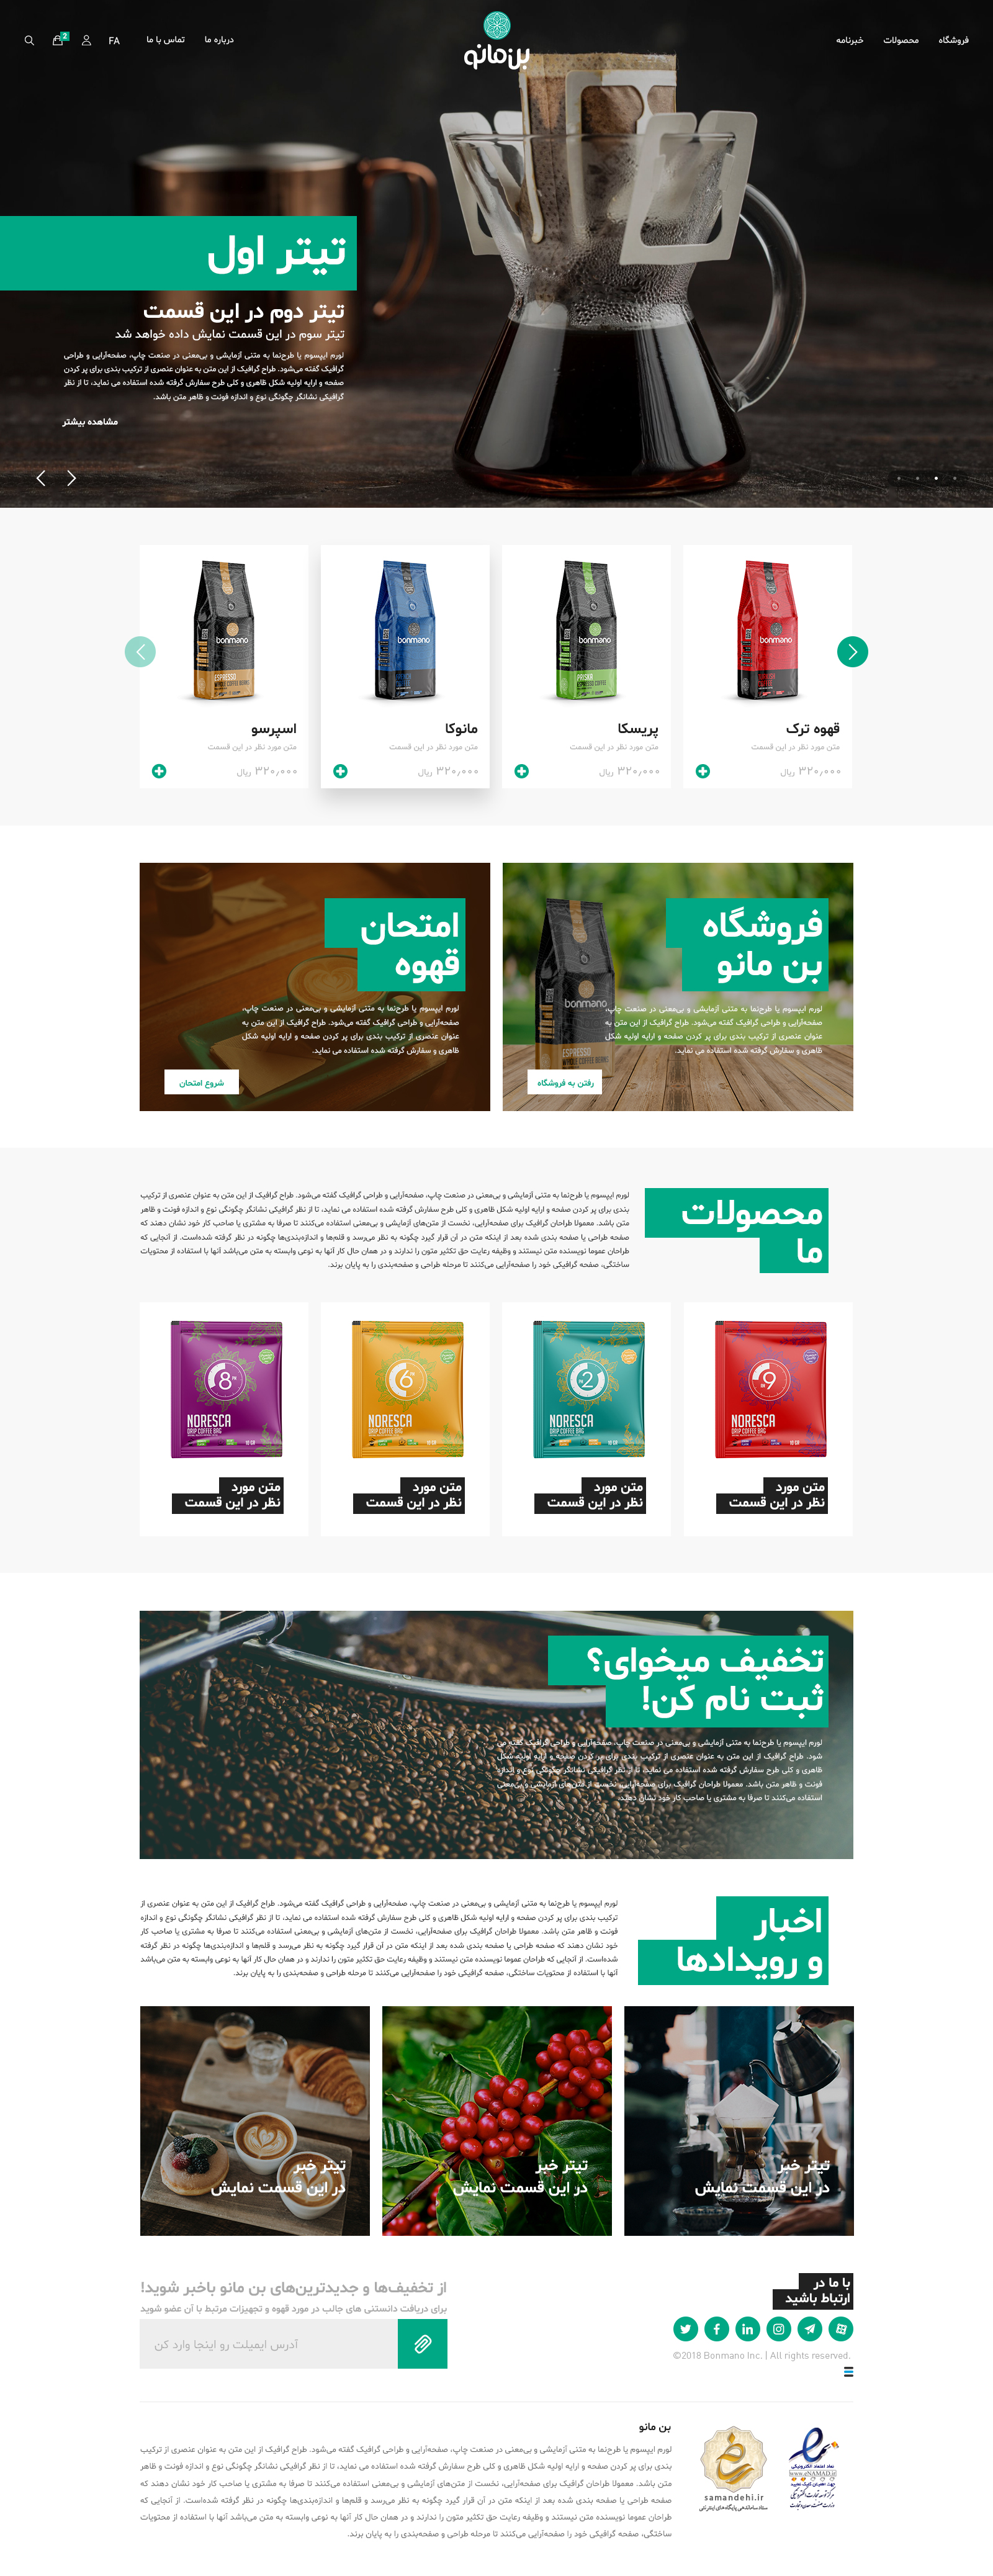 فروشگاه
محصولات
خبرنامه
بن‌مانو
درباره ما
تماس با ما
FA
2
تیتر اول
تیتر دوم در این قسمت
تیتر سوم در این قسمت نمایش داده خواهد شد
لورم ایپسوم یا طرح‌نما به متنی آزمایشی و بی‌معنی در صنعت چاپ، صفحه‌آرایی و طراحی
گرافیک گفته می‌شود. طراح گرافیک از این متن به عنوان عنصری از ترکیب بندی برای پر کردن
صفحه و ارایه اولیه شکل ظاهری و کلی طرح سفارش گرفته شده استفاده می نماید، تا از نظر
گرافیکی نشانگر چگونگی نوع و اندازه فونت و ظاهر متن باشد.
مشاهده بیشتر
bonmano
قهوه ترک
متن مورد نظر در این قسمت
۳۲۰٫۰۰۰ ریال
bonmano
PRISKA
پریسکا
متن مورد نظر در این قسمت
۳۲۰٫۰۰۰ ریال
bonmano
مانوکا
متن مورد نظر در این قسمت
۳۲۰٫۰۰۰ ریال
bonmano
ESPRESSO
WHOLE COFFEE BEANS
اسپرسو
متن مورد نظر در این قسمت
۳۲۰٫۰۰۰ ریال
فروشگاه
بن مانو
لورم ایپسوم یا طرح‌نما به متنی آزمایشی و بی‌معنی در صنعت چاپ،
صفحه‌آرایی و طراحی گرافیک گفته می‌شود. طراح گرافیک از این متن به
عنوان عنصری از ترکیب بندی برای پر کردن صفحه و ارایه اولیه شکل
ظاهری و سفارش گرفته شده استفاده می نماید.
bonmano
ESPRESSO
WHOLE COFFEE BEANS
رفتن به فروشگاه
امتحان
قهوه
لورم ایپسوم یا طرح‌نما به متنی آزمایشی و بی‌معنی در صنعت چاپ،
صفحه‌آرایی و طراحی گرافیک گفته می‌شود. طراح گرافیک از این متن به
عنوان عنصری از ترکیب بندی برای پر کردن صفحه و ارایه اولیه شکل
ظاهری و سفارش گرفته شده استفاده می نماید.
شروع امتحان
محصولات
ما
لورم ایپسوم یا طرح‌نما به متنی آزمایشی و بی‌معنی در صنعت چاپ، صفحه‌آرایی و طراحی گرافیک گفته می‌شود. طراح گرافیک از این متن به عنوان عنصری از ترکیب
بندی برای پر کردن صفحه و ارایه اولیه شکل ظاهری و کلی طرح سفارش گرفته شده استفاده می نماید، تا از نظر گرافیکی نشانگر چگونگی نوع و اندازه فونت و ظاهر
متن باشد. معمولا طراحان گرافیک برای صفحه‌آرایی، نخست از متن‌های آزمایشی و بی‌معنی استفاده می‌کنند تا صرفا به مشتری یا صاحب کار خود نشان دهند که
صفحه طراحی یا صفحه بندی شده بعد از اینکه متن در آن قرار گیرد چگونه به نظر می‌رسد و قلم‌ها و اندازه‌بندی‌ها چگونه در نظر گرفته شده‌است. از آنجایی که
طراحان عموما نویسنده متن نیستند و وظیفه رعایت حق تکثیر متون را ندارند و در همان حال کار آنها به نوعی وابسته به متن می‌باشد آنها با استفاده از محتویات
ساختگی، صفحه گرافیکی خود را صفحه‌آرایی می‌کنند تا مرحله طراحی و صفحه‌بندی را به پایان برند.
9
NORESCA
DRIP COFFEE BAG
10 GR
متن مورد
نظر در این قسمت
2
NORESCA
DRIP COFFEE BAG
10 GR
متن مورد
نظر در این قسمت
6
NORESCA
DRIP COFFEE BAG
10 GR
متن مورد
نظر در این قسمت
8
NORESCA
DRIP COFFEE BAG
10 GR
متن مورد
نظر در این قسمت
تخفیف میخوای؟
ثبت نام کن!
لورم ایپسوم یا طرح‌نما به متنی آزمایشی و بی‌معنی در صنعت چاپ، صفحه‌آرایی و طراحی گرافیک گفته می
شود. طراح گرافیک از این متن به عنوان عنصری از ترکیب بندی برای پر کردن صفحه و ارایه اولیه شکل
ظاهری و کلی طرح سفارش گرفته شده استفاده می نماید، تا از نظر گرافیکی نشانگر چگونگی نوع و اندازه
فونت و ظاهر متن باشد. معمولا طراحان گرافیک برای صفحه‌آرایی، نخست از متن‌های آزمایشی و بی‌معنی
استفاده می‌کنند تا صرفا به مشتری یا صاحب کار خود نشان دهند.
اخبار
و رویدادها
لورم ایپسوم یا طرح‌نما به متنی آزمایشی و بی‌معنی در صنعت چاپ، صفحه‌آرایی و طراحی گرافیک گفته می‌شود. طراح گرافیک از این متن به عنوان عنصری از
ترکیب بندی برای پر کردن صفحه و ارایه اولیه شکل ظاهری و کلی طرح سفارش گرفته شده استفاده می نماید، تا از نظر گرافیکی نشانگر چگونگی نوع و اندازه
فونت و ظاهر متن باشد. معمولا طراحان گرافیک برای صفحه‌آرایی، نخست از متن‌های آزمایشی و بی‌معنی استفاده می‌کنند تا صرفا به مشتری یا صاحب کار
خود نشان دهند که صفحه طراحی یا صفحه بندی شده بعد از اینکه متن در آن قرار گیرد چگونه به نظر می‌رسد و قلم‌ها و اندازه‌بندی‌ها چگونه در نظر گرفته
شده‌است. از آنجایی که طراحان عموما نویسنده متن نیستند و وظیفه رعایت حق تکثیر متون را ندارند و در همان حال کار آنها به نوعی وابسته به متن می‌باشد
آنها با استفاده از محتویات ساختگی، صفحه گرافیکی خود را صفحه‌آرایی می‌کنند تا مرحله طراحی و صفحه‌بندی را به پایان برند.
تیتر خبر
در این قسمت نمایش
تیتر خبر
در این قسمت نمایش
تیتر خبر
در این قسمت نمایش
با ما در
ارتباط باشید
©2018 Bonmano Inc. | All rights reserved.
از تخفیف‌ها و جدیدترین‌های بن مانو باخبر شوید!
برای دریافت دانستنی های جالب در مورد قهوه و تجهیزات مرتبط با آن عضو شوید
آدرس ایمیلت رو اینجا وارد کن
نماد اعتماد الکترونیکی
www.eNAMAD.ir
samandehi.ir
ستاد ساماندهی پایگاه‌های اینترنتی
بن مانو
لورم ایپسوم یا طرح‌نما به متنی آزمایشی و بی‌معنی در صنعت چاپ، صفحه‌آرایی و طراحی گرافیک گفته می‌شود. طراح گرافیک از این متن به عنوان عنصری از ترکیب
بندی برای پر کردن صفحه و ارایه اولیه شکل ظاهری و کلی طرح سفارش گرفته شده استفاده می نماید، تا از نظر گرافیکی نشانگر چگونگی نوع و اندازه فونت و ظاهر
متن باشد. معمولا طراحان گرافیک برای صفحه‌آرایی، نخست از متن‌های آزمایشی و بی‌معنی استفاده می‌کنند تا صرفا به مشتری یا صاحب کار خود نشان دهند که
صفحه طراحی یا صفحه بندی شده بعد از اینکه متن در آن قرار گیرد چگونه به نظر می‌رسد و قلم‌ها و اندازه‌بندی‌ها چگونه در نظر گرفته شده‌است. از آنجایی که
طراحان عموما نویسنده متن نیستند و وظیفه رعایت حق تکثیر متون را ندارند و در همان حال کار آنها به نوعی وابسته به متن می‌باشد آنها با استفاده از محتویات
ساختگی، صفحه گرافیکی خود را صفحه‌آرایی می‌کنند تا مرحله طراحی و صفحه‌بندی را به پایان برند.